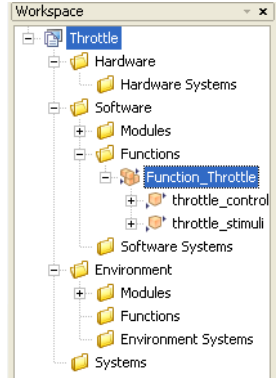 Workspace
Throttle
Hardware
Hardware Systems
Software
Modules
Functions
Function_Throttle
throttle_control
throttle_stimuli
Software Systems
Environment
Modules
Functions
Environment Systems
Systems